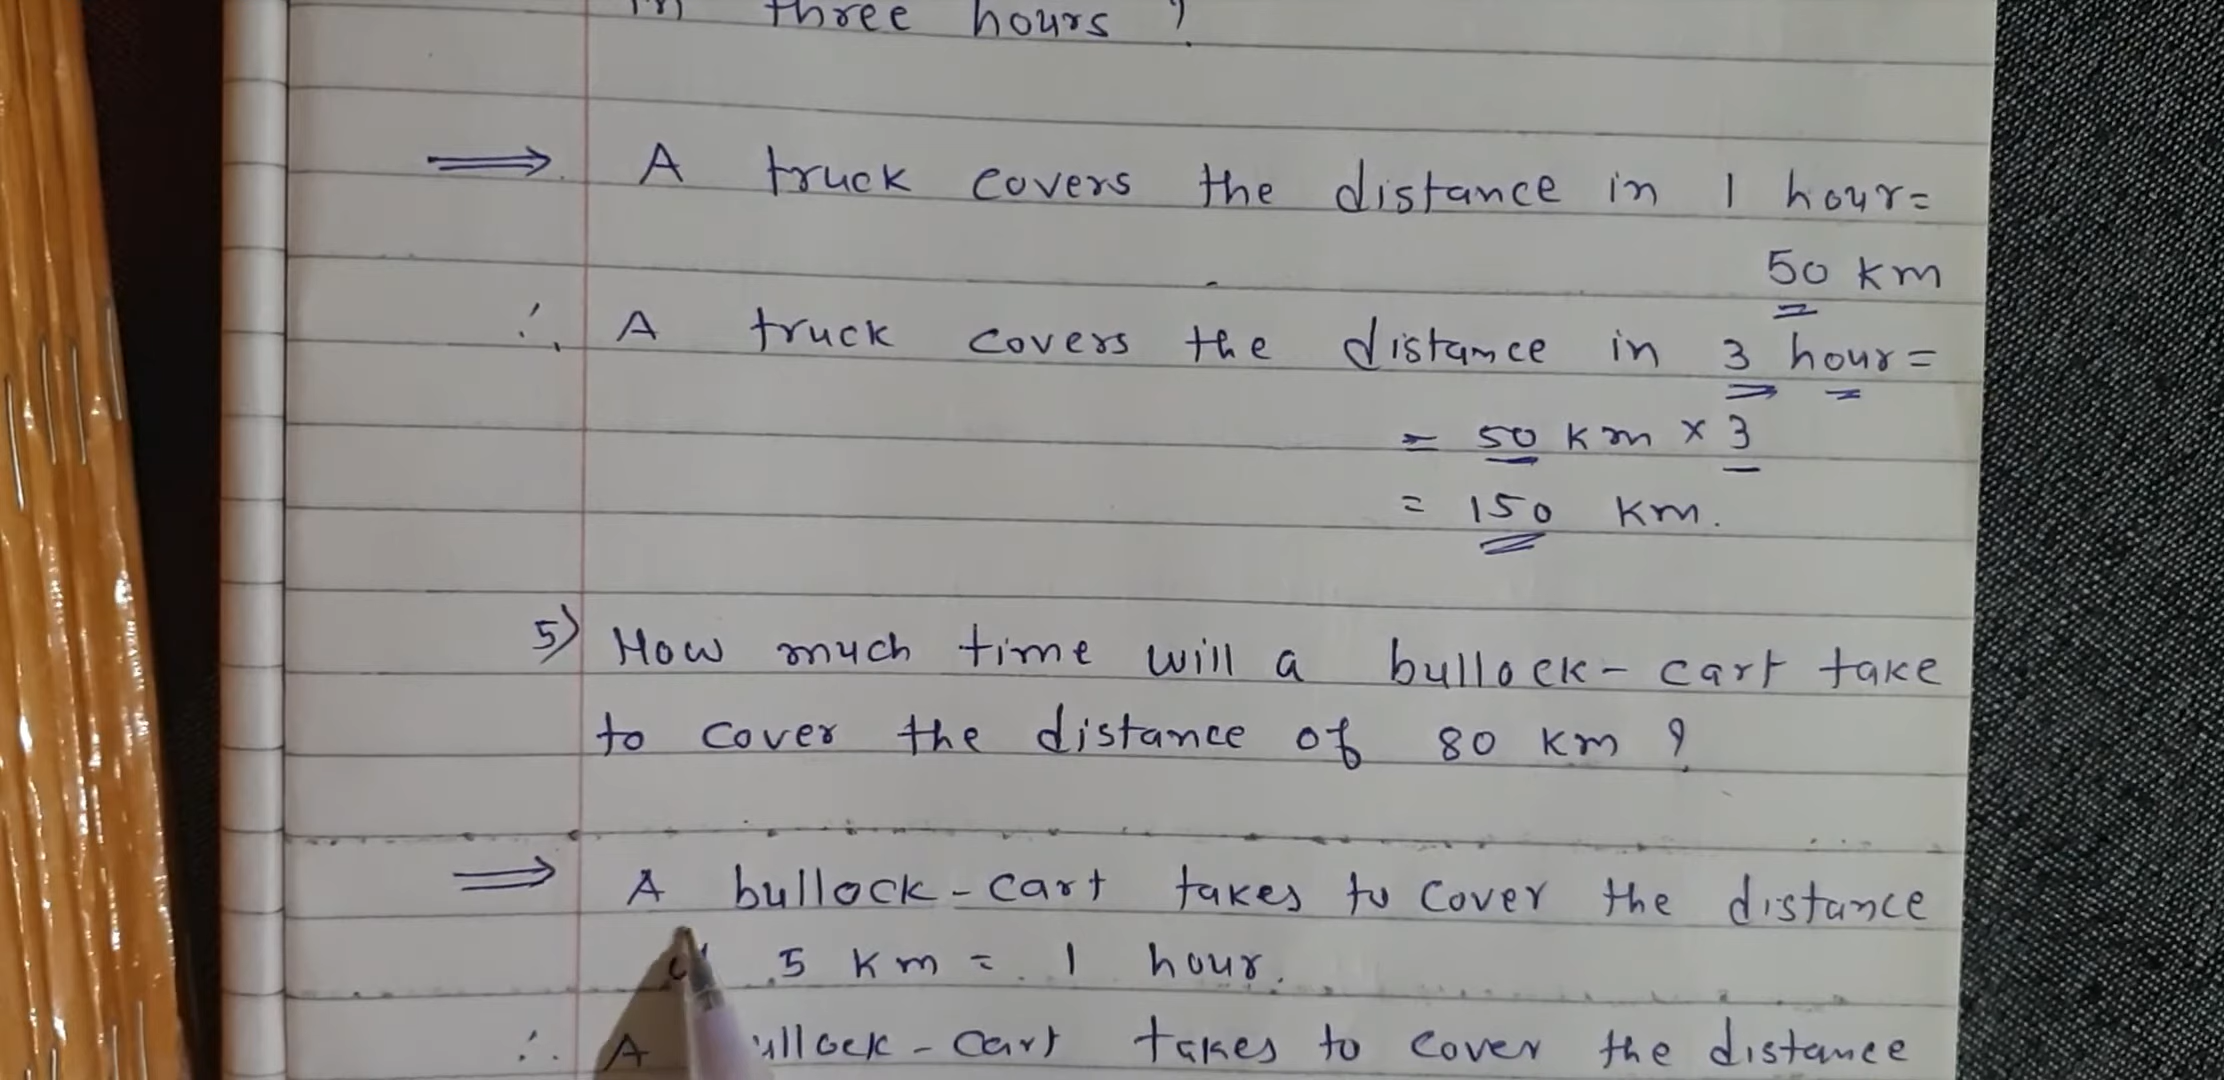 in three hours ?
⟹ A truck covers the distance in 1 hour=
50 km
∴ A truck covers the distance in 3 hour=
= 50 km × 3
= 150 km.
5) How much time will a bullock-cart take
to cover the distance of 80 km ?
⟹ A bullock-cart takes to cover the distance
5 km = 1 hour.
∴ A ullock-cart takes to cover the distance